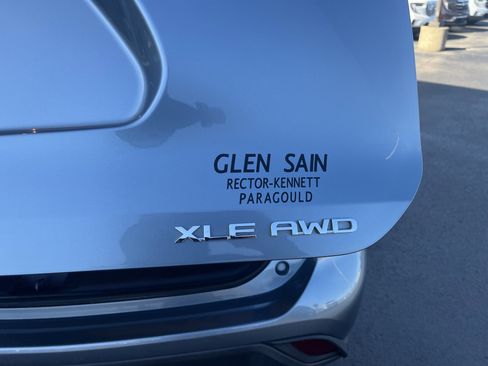 GLEN SAIN
RECTOR-KENNETT
PARAGOULD
XLE AWD